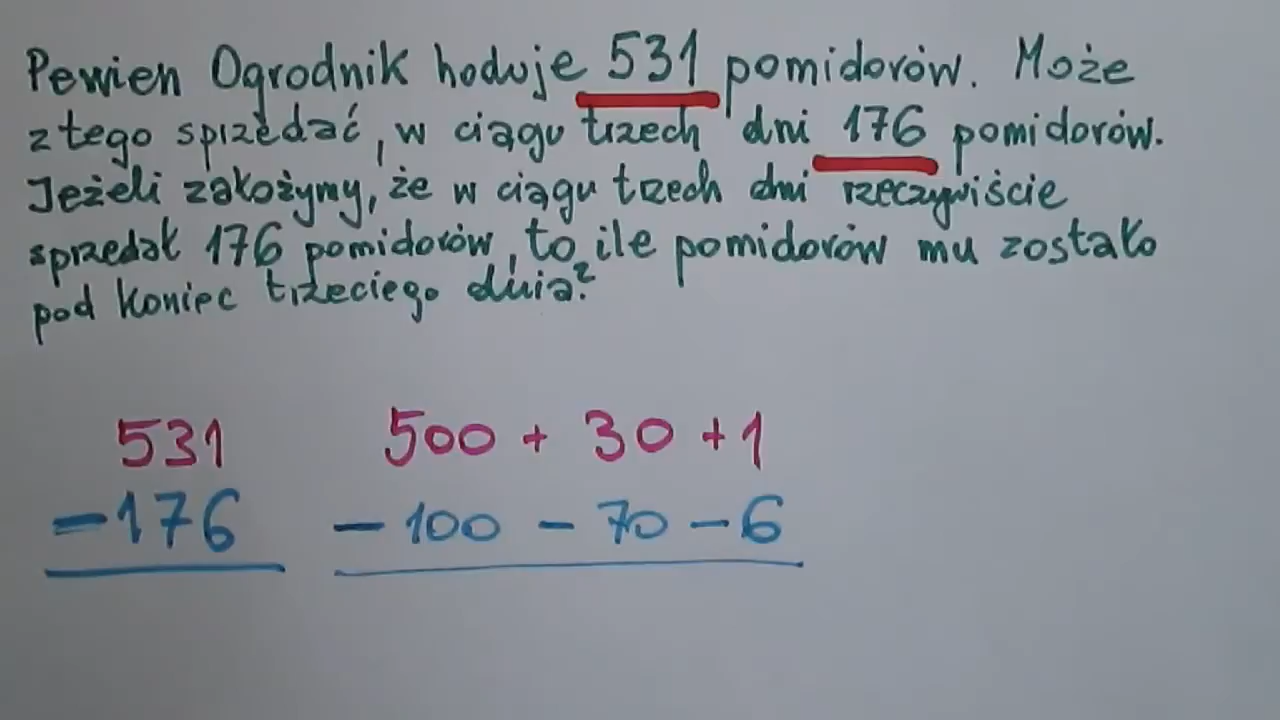 Pewien Ogrodnik hoduje 531 pomidorów. Może
z tego sprzedać, w ciągu trzech dni 176 pomidorów.
Jeżeli założymy, że w ciągu trzech dni rzeczywiście
sprzedał 176 pomidorów, to ile pomidorów mu zostało
pod koniec trzeciego dnia?
531 500 + 30 + 1
-176 - 100 - 70 - 6